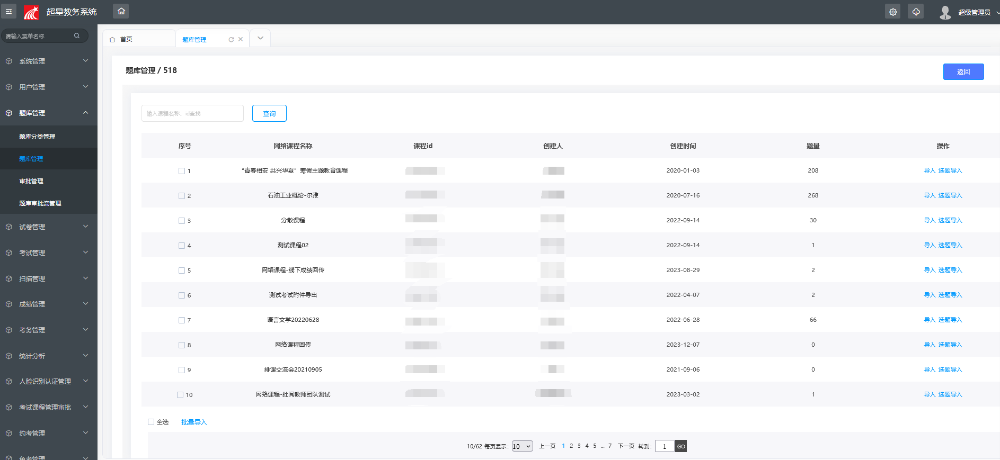 超星教务系统
超级管理员
请输入菜单名称
首页
题库管理
系统管理
用户管理
题库管理
题库分类管理
题库管理
审批管理
题库审批流管理
试卷管理
考试管理
扫描管理
成绩管理
考务管理
统计分析
人脸识别认证管理
考试课程管理审批
约考管理
免考管理
题库管理 / 518
返回
输入课程名称、id查找
查询
序号 网络课程名称 课程id 创建人 创建时间 题量 操作
1 “青春相安 共兴华夏”寒假主题教育课程 2020-01-03 208 导入 选题导入
2 石油工业概论-尔雅 2020-07-16 268 导入 选题导入
3 分散课程 2022-09-14 30 导入 选题导入
4 测试课程02 2022-09-14 1 导入 选题导入
5 网络课程-线下成绩回传 2023-08-29 2 导入 选题导入
6 测试考试附件导出 2022-04-07 2 导入 选题导入
7 语言文学20220628 2022-06-28 66 导入 选题导入
8 网络课程回传 2023-12-07 0 导入 选题导入
9 排课交流会20210905 2021-09-06 0 导入 选题导入
10 网络课程-批阅教师团队测试 2023-03-02 1 导入 选题导入
全选 批量导入
10/62 每页显示: 10 上一页 1 2 3 4 5 ... 7 下一页 转到: 1 GO